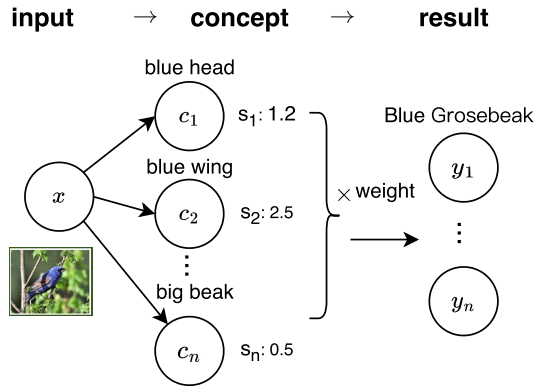 input → concept → result
blue head
c₁ s₁: 1.2
Blue Grosebeak
blue wing
x
y₁
× weight
c₂ s₂: 2.5
⋮
⋮
big beak
yₙ
cₙ sₙ: 0.5